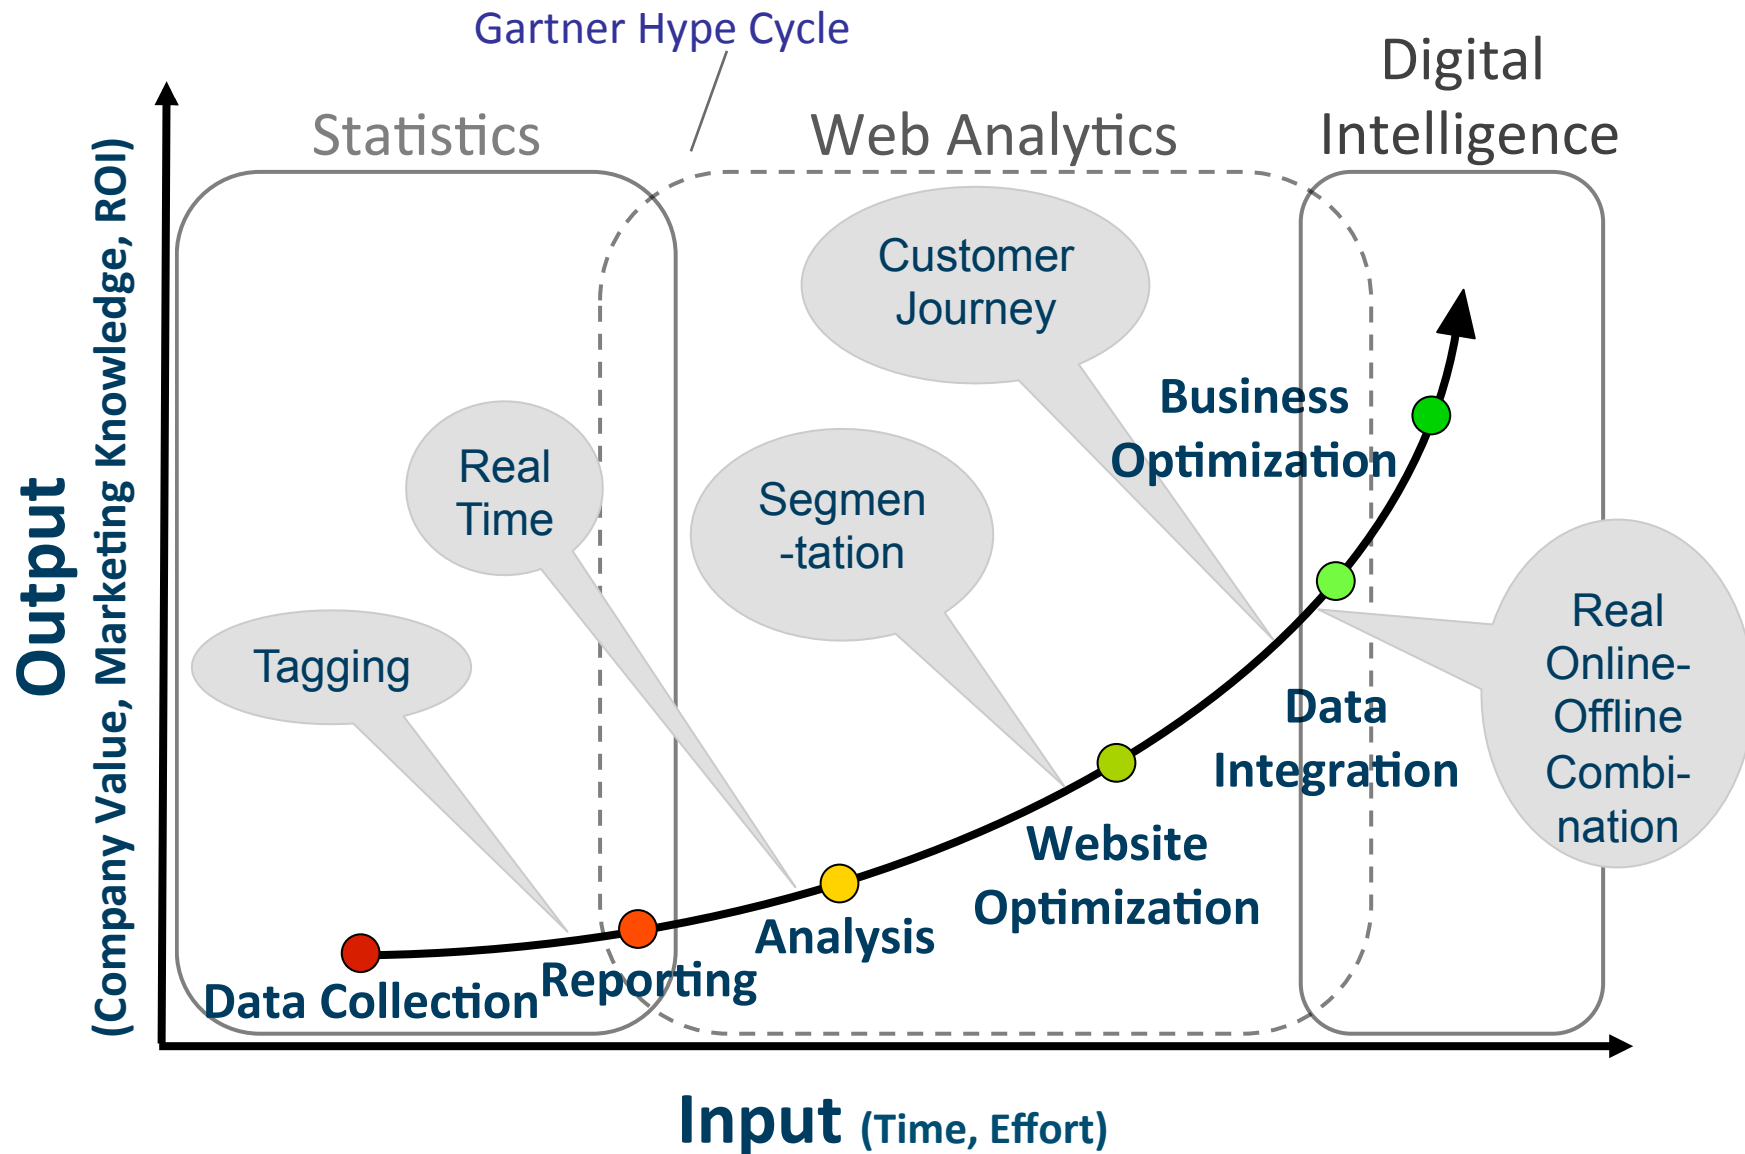 Gartner Hype Cycle
Statistics
Web Analytics
Digital
Intelligence
Output
(Company Value, Marketing Knowledge, ROI)
Customer
Journey
Business
Optimization
Real
Time
Segmen
-tation
Tagging
Real
Online-
Offline
Combi-
nation
Data
Integration
Website
Optimization
Analysis
Reporting
Data Collection
Input (Time, Effort)